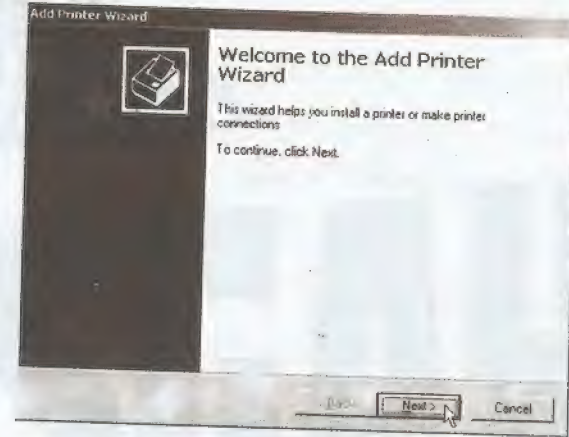 Add Printer Wizard
Welcome to the Add Printer
Wizard
This wizard helps you install a printer or make printer
connections
To continue, click Next.
Back Next > Cancel